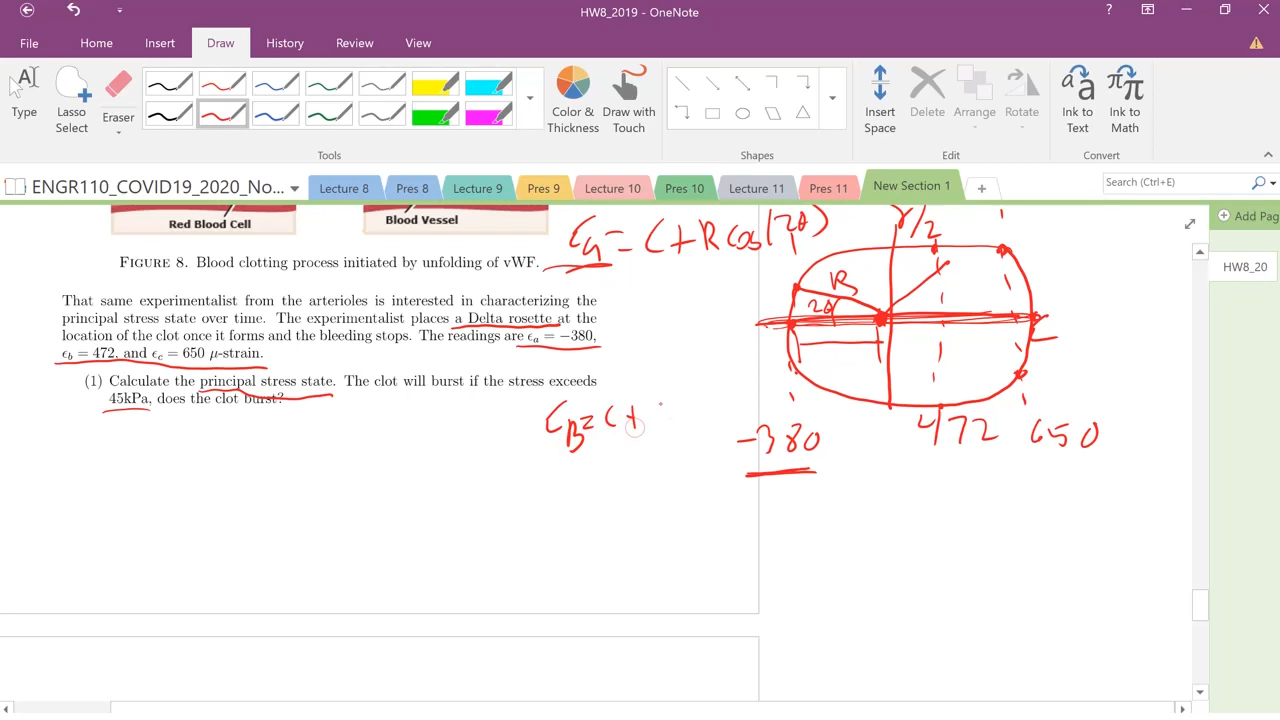 HW8_2019 - OneNote
?
File
Home
Insert
Draw
History
Review
View
Type
Lasso Select
Eraser
Color & Thickness
Draw with Touch
Insert Space
Delete
Arrange
Rotate
Ink to Text
Ink to Math
Tools
Shapes
Edit
Convert
ENGR110_COVID19_2020_No...
Lecture 8
Pres 8
Lecture 9
Pres 9
Lecture 10
Pres 10
Lecture 11
Pres 11
New Section 1
Search (Ctrl+E)
Add Pag
HW8_20
Red Blood Cell
Blood Vessel
FIGURE 8. Blood clotting process initiated by unfolding of vWF.
That same experimentalist from the arterioles is interested in characterizing the
principal stress state over time. The experimentalist places a Delta rosette at the
location of the clot once it forms and the bleeding stops. The readings are ϵa = −380,
ϵb = 472, and ϵc = 650 μ-strain.
(1) Calculate the principal stress state. The clot will burst if the stress exceeds
45kPa, does the clot burst?
= C + R cos(2θ)
γ/2
R
2θ
ϵB = C +
-380
472
650